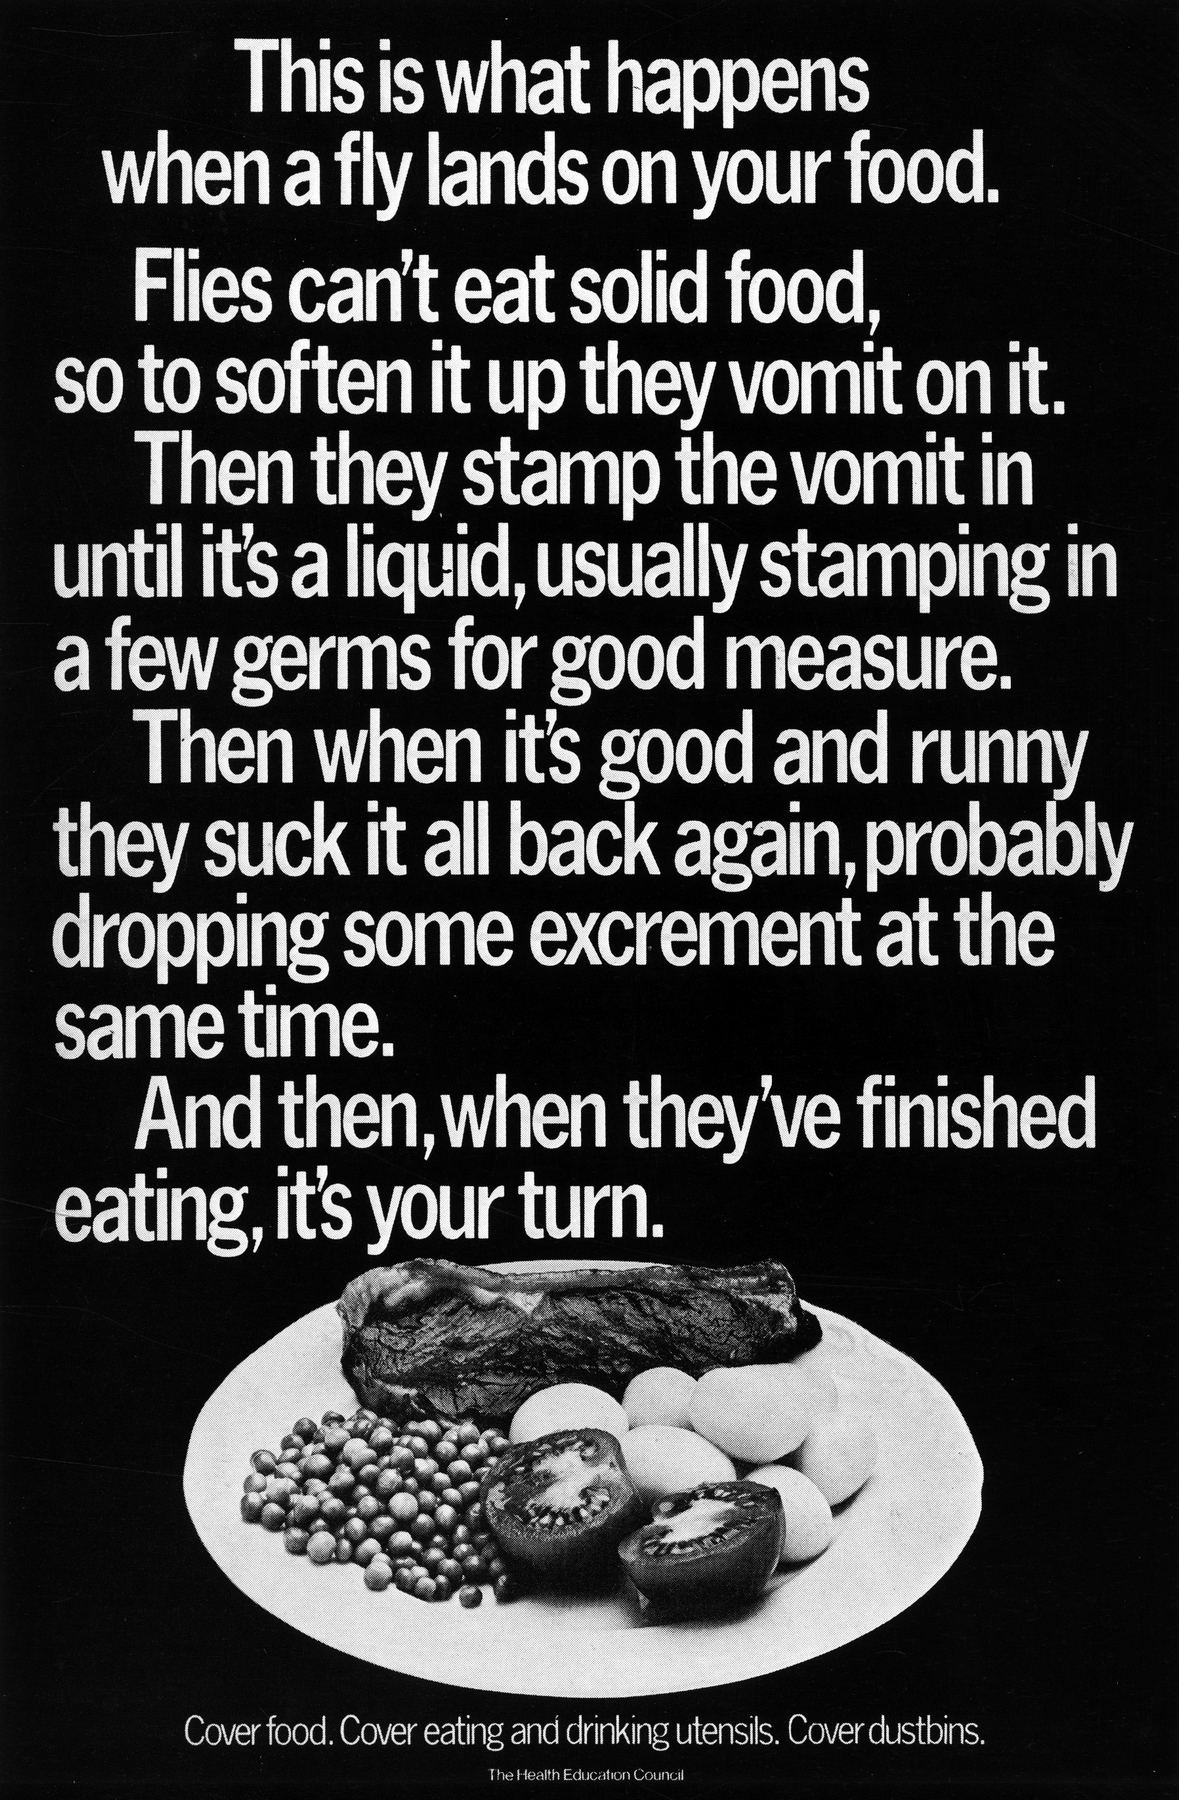 This is what happens
when a fly lands on your food.
Flies can't eat solid food,
so to soften it up they vomit on it.
Then they stamp the vomit in
until it's a liquid, usually stamping in
a few germs for good measure.
Then when it's good and runny
they suck it all back again, probably
dropping some excrement at the
same time.
And then, when they've finished
eating, it's your turn.
Cover food. Cover eating and drinking utensils. Cover dustbins.
The Health Education Council